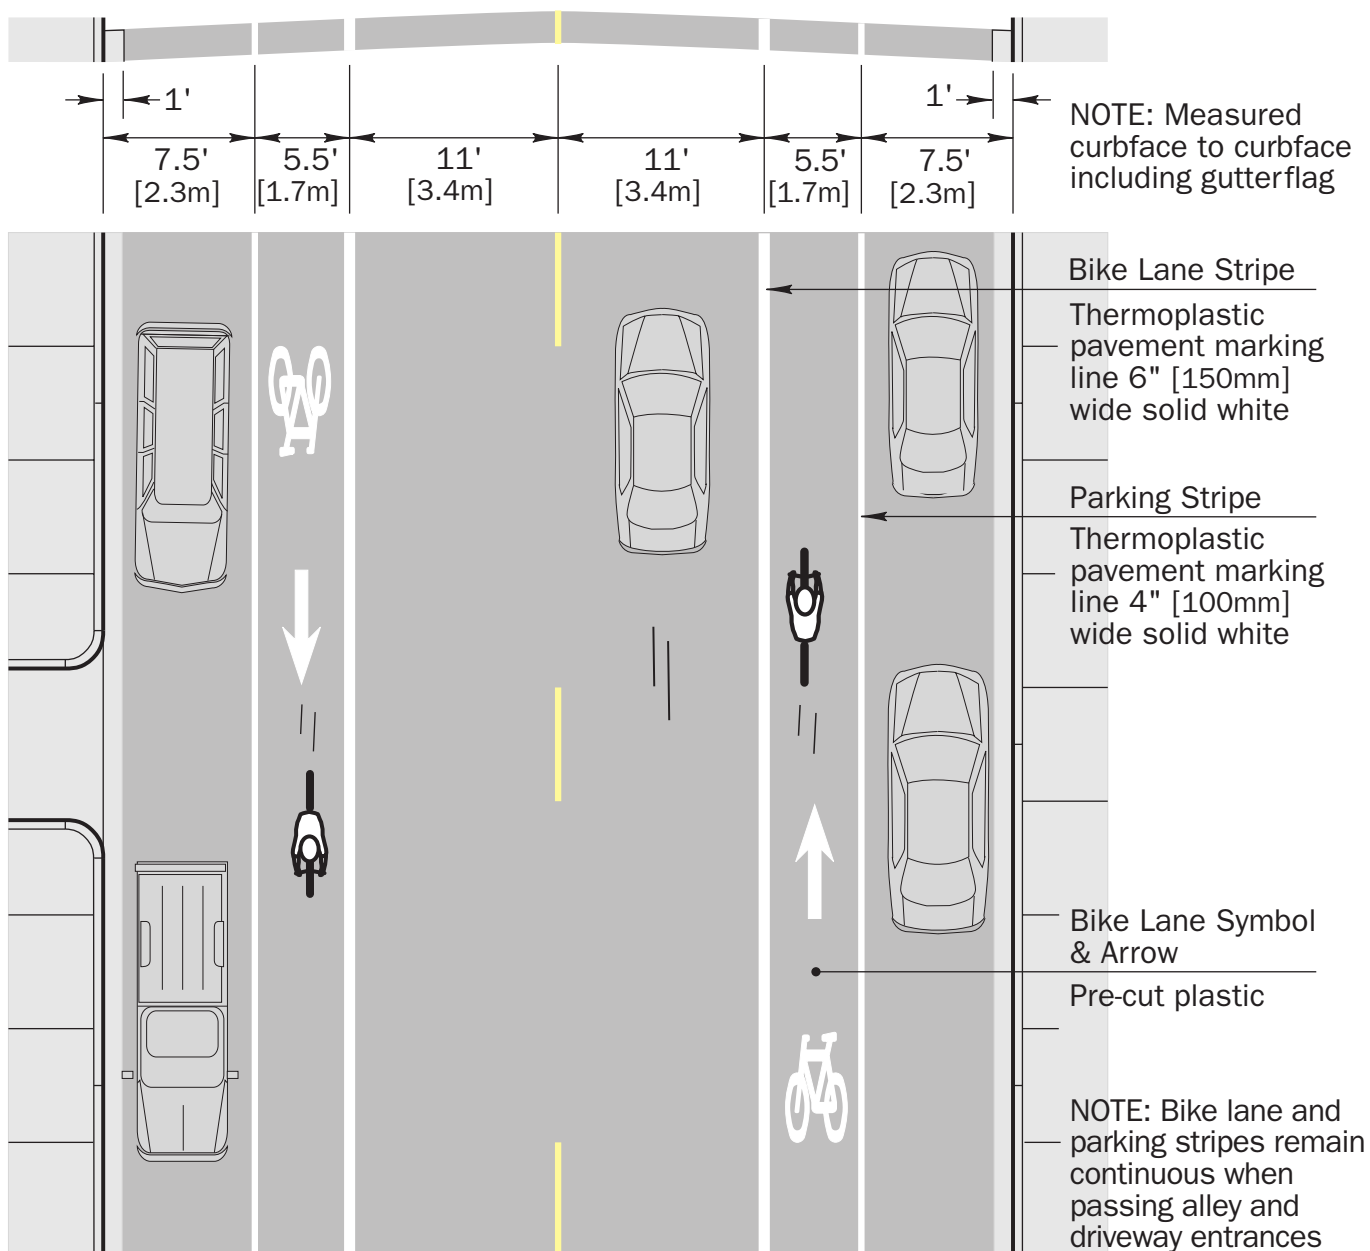 1'
1'
7.5' 5.5' 11' 11' 5.5' 7.5'
[2.3m] [1.7m] [3.4m] [3.4m] [1.7m] [2.3m]
NOTE: Measured
curbface to curbface
including gutterflag
Bike Lane Stripe
Thermoplastic
pavement marking
line 6" [150mm]
wide solid white
Parking Stripe
Thermoplastic
pavement marking
line 4" [100mm]
wide solid white
Bike Lane Symbol
& Arrow
Pre-cut plastic
NOTE: Bike lane and
parking stripes remain
continuous when
passing alley and
driveway entrances